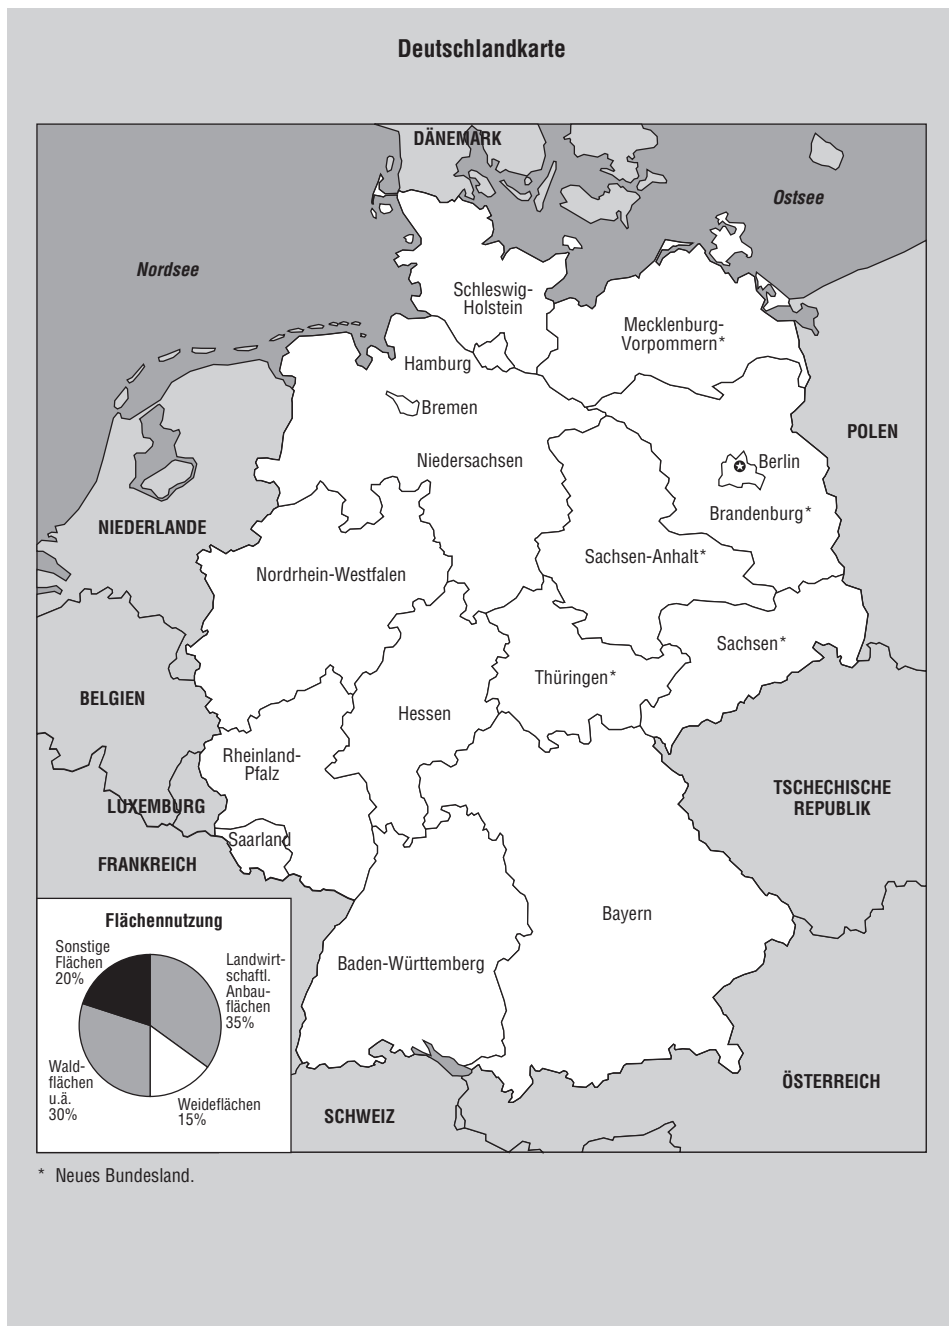 Deutschlandkarte
DÄNEMARK
Ostsee
Nordsee
Schleswig-
Holstein
Mecklenburg-
Vorpommern*
Hamburg
Bremen
POLEN
Niedersachsen
Berlin
Brandenburg*
NIEDERLANDE
Sachsen-Anhalt*
Nordrhein-Westfalen
Sachsen*
Thüringen*
BELGIEN
Hessen
Rheinland-
Pfalz
TSCHECHISCHE
REPUBLIK
LUXEMBURG
Saarland
FRANKREICH
Bayern
Baden-Württemberg
ÖSTERREICH
SCHWEIZ
Flächennutzung
Sonstige
Flächen
20%
Landwirt-
schaftl.
Anbau-
flächen
35%
Wald-
flächen
u.ä.
30%
Weideflächen
15%
* Neues Bundesland.